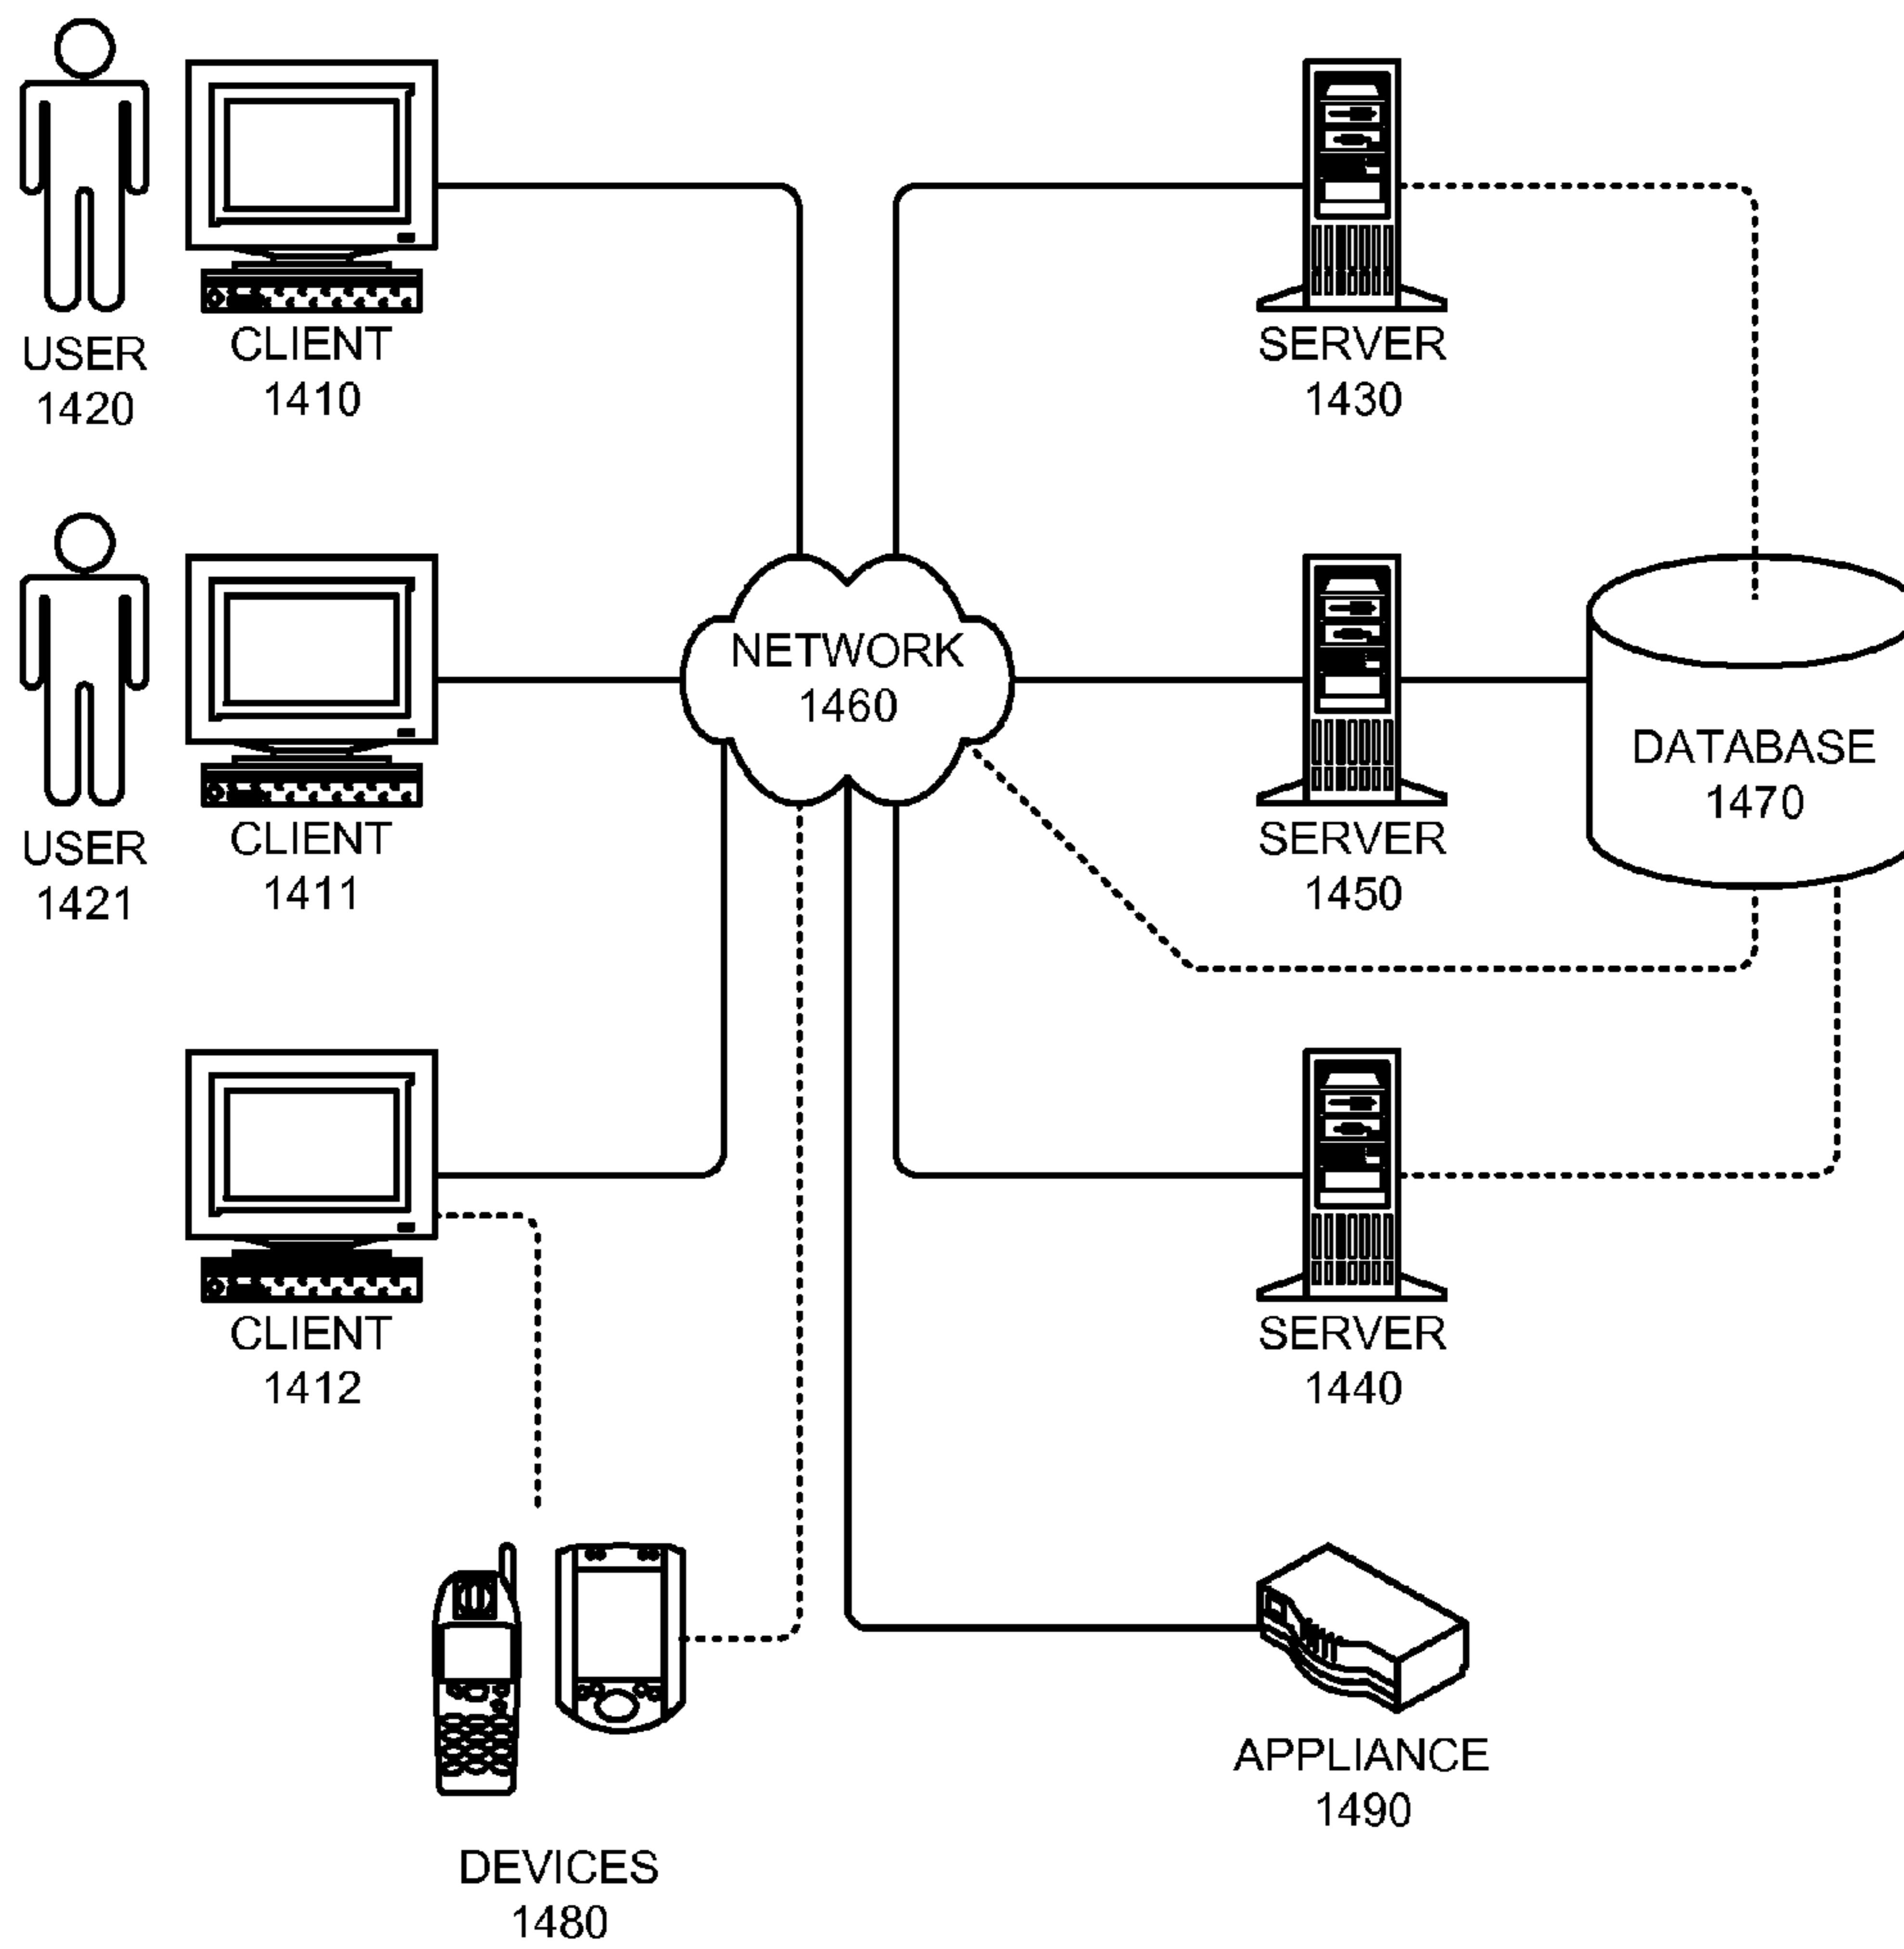 USER
1420
CLIENT
1410
SERVER
1430
USER
1421
CLIENT
1411
NETWORK
1460
SERVER
1450
DATABASE
1470
CLIENT
1412
SERVER
1440
DEVICES
1480
APPLIANCE
1490